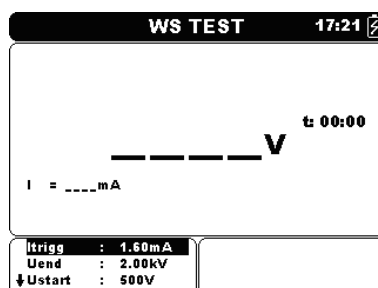 WS TEST 17:21
t: 00:00
____V
I = ____mA
Itrigg : 1.60mA
Uend : 2.00kV
↓Ustart : 500V